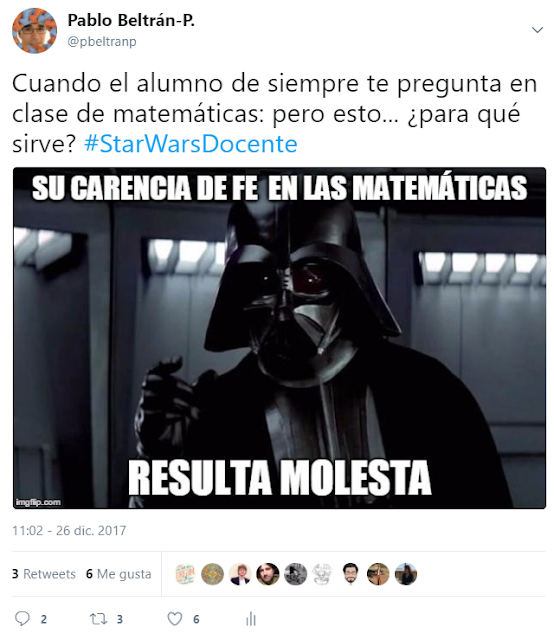 Pablo Beltrán-P.
@pbeltranp
Cuando el alumno de siempre te pregunta en
clase de matemáticas: pero esto... ¿para qué
sirve? #StarWarsDocente
SU CARENCIA DE FE EN LAS MATEMÁTICAS
RESULTA MOLESTA
imgflip.com
11:02 - 26 dic. 2017
3 Retweets 6 Me gusta
2 3 6